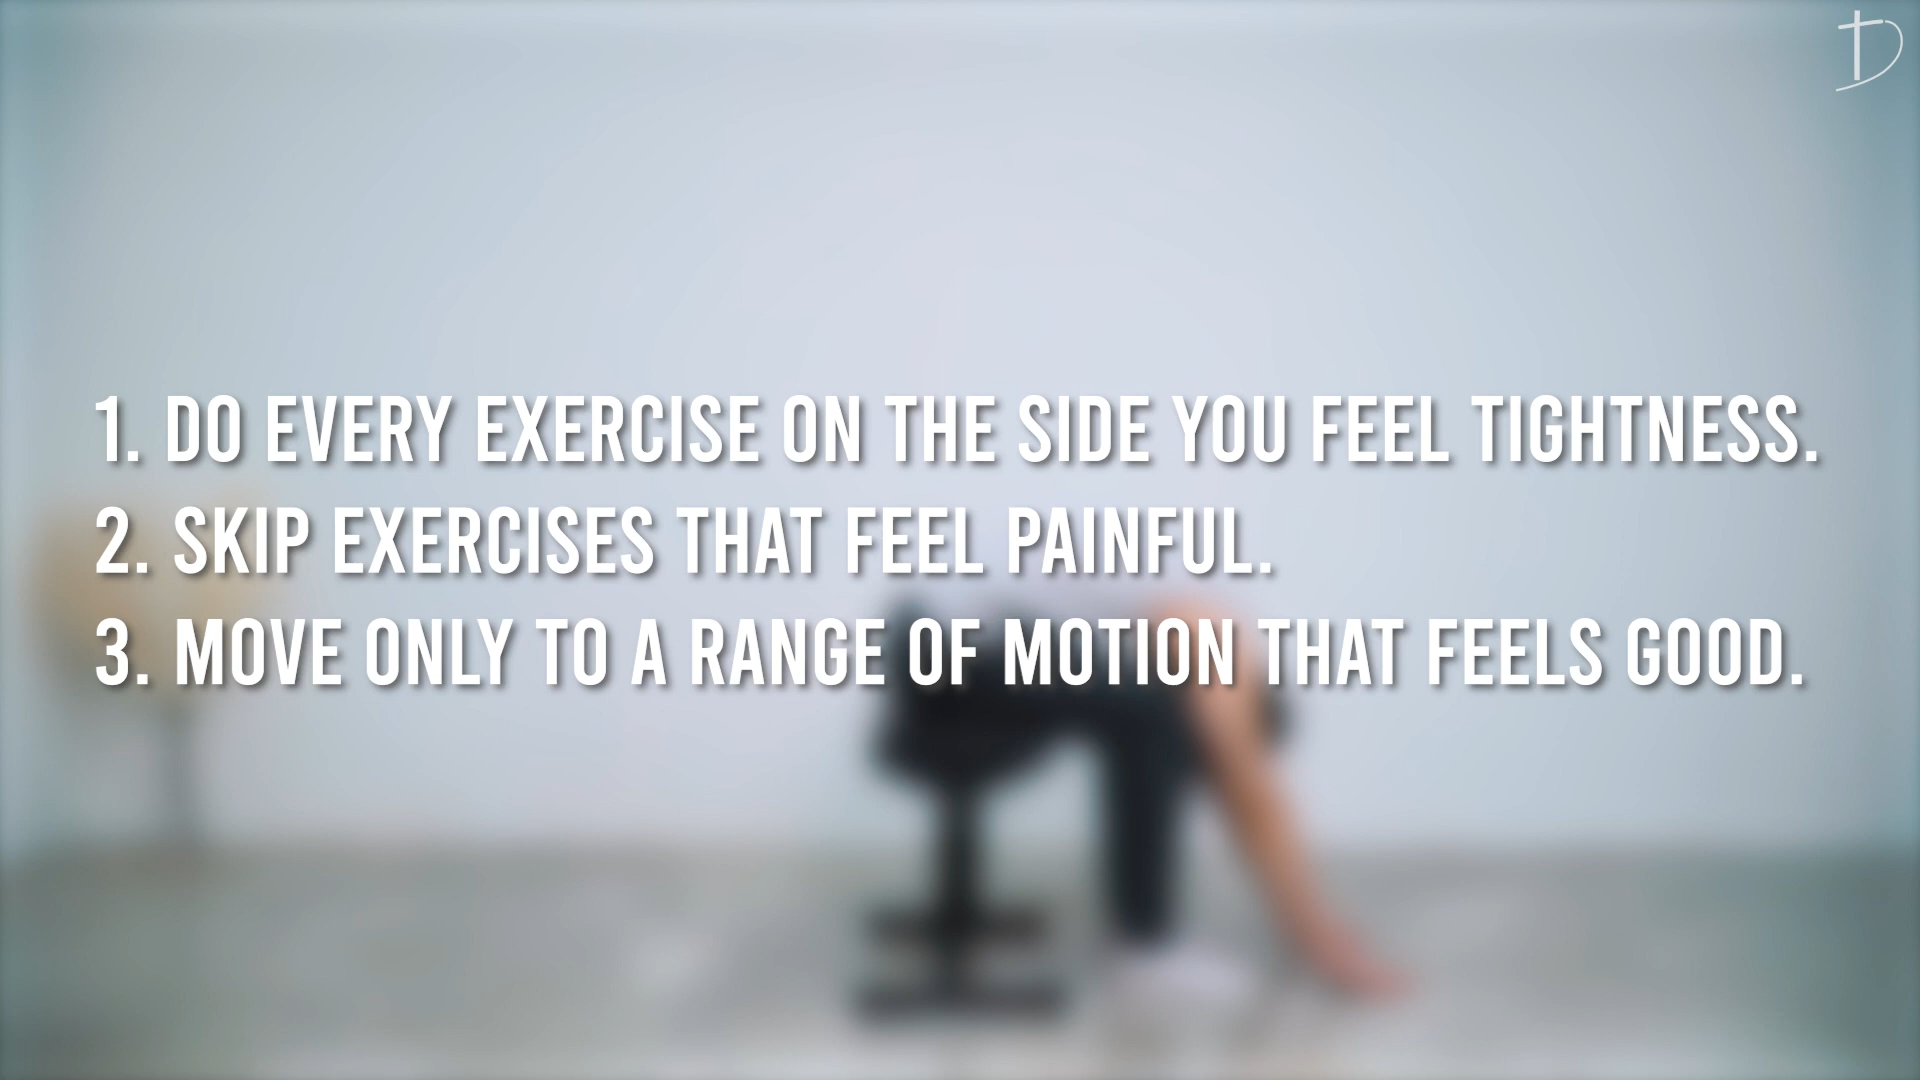 1. DO EVERY EXERCISE ON THE SIDE YOU FEEL TIGHTNESS.
2. SKIP EXERCISES THAT FEEL PAINFUL.
3. MOVE ONLY TO A RANGE OF MOTION THAT FEELS GOOD.